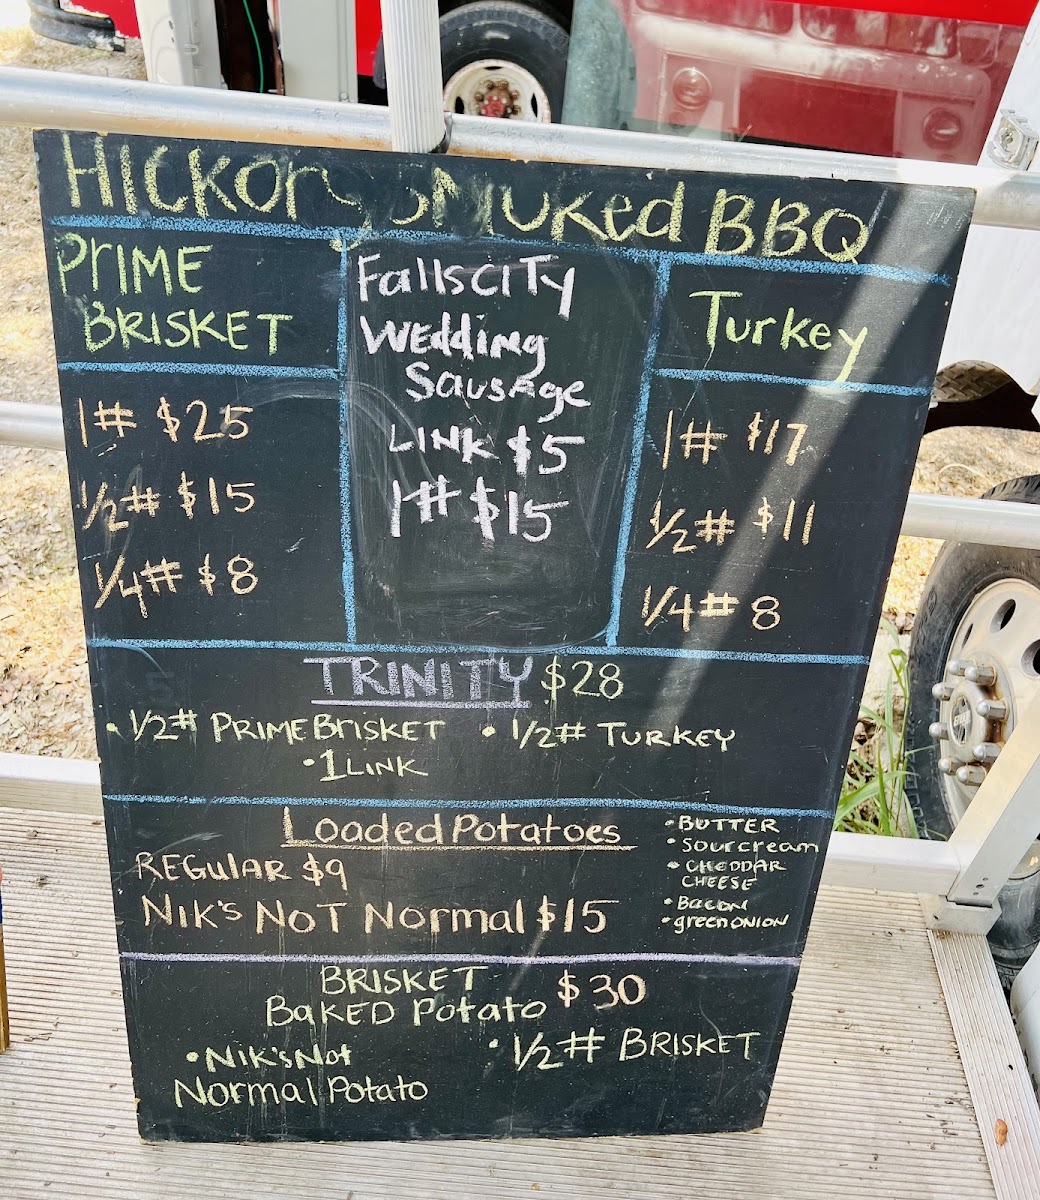 Hickory Smoked BBQ
Prime
Brisket
1# $25
1/2# $15
1/4# $8
Fallscity
Wedding
Sausage
Link $5
1# $15
Turkey
1# $17
1/2# $11
1/4# 8
TRINITY $28
• 1/2# Prime Brisket • 1/2# Turkey
• 1 Link
Loaded Potatoes
Regular $9
Nik's Not Normal $15
• Butter
• Sour cream
• Cheddar
Cheese
• Bacon
• green onion
Brisket
Baked Potato $30
• Nik's Not
Normal Potato
• 1/2# Brisket